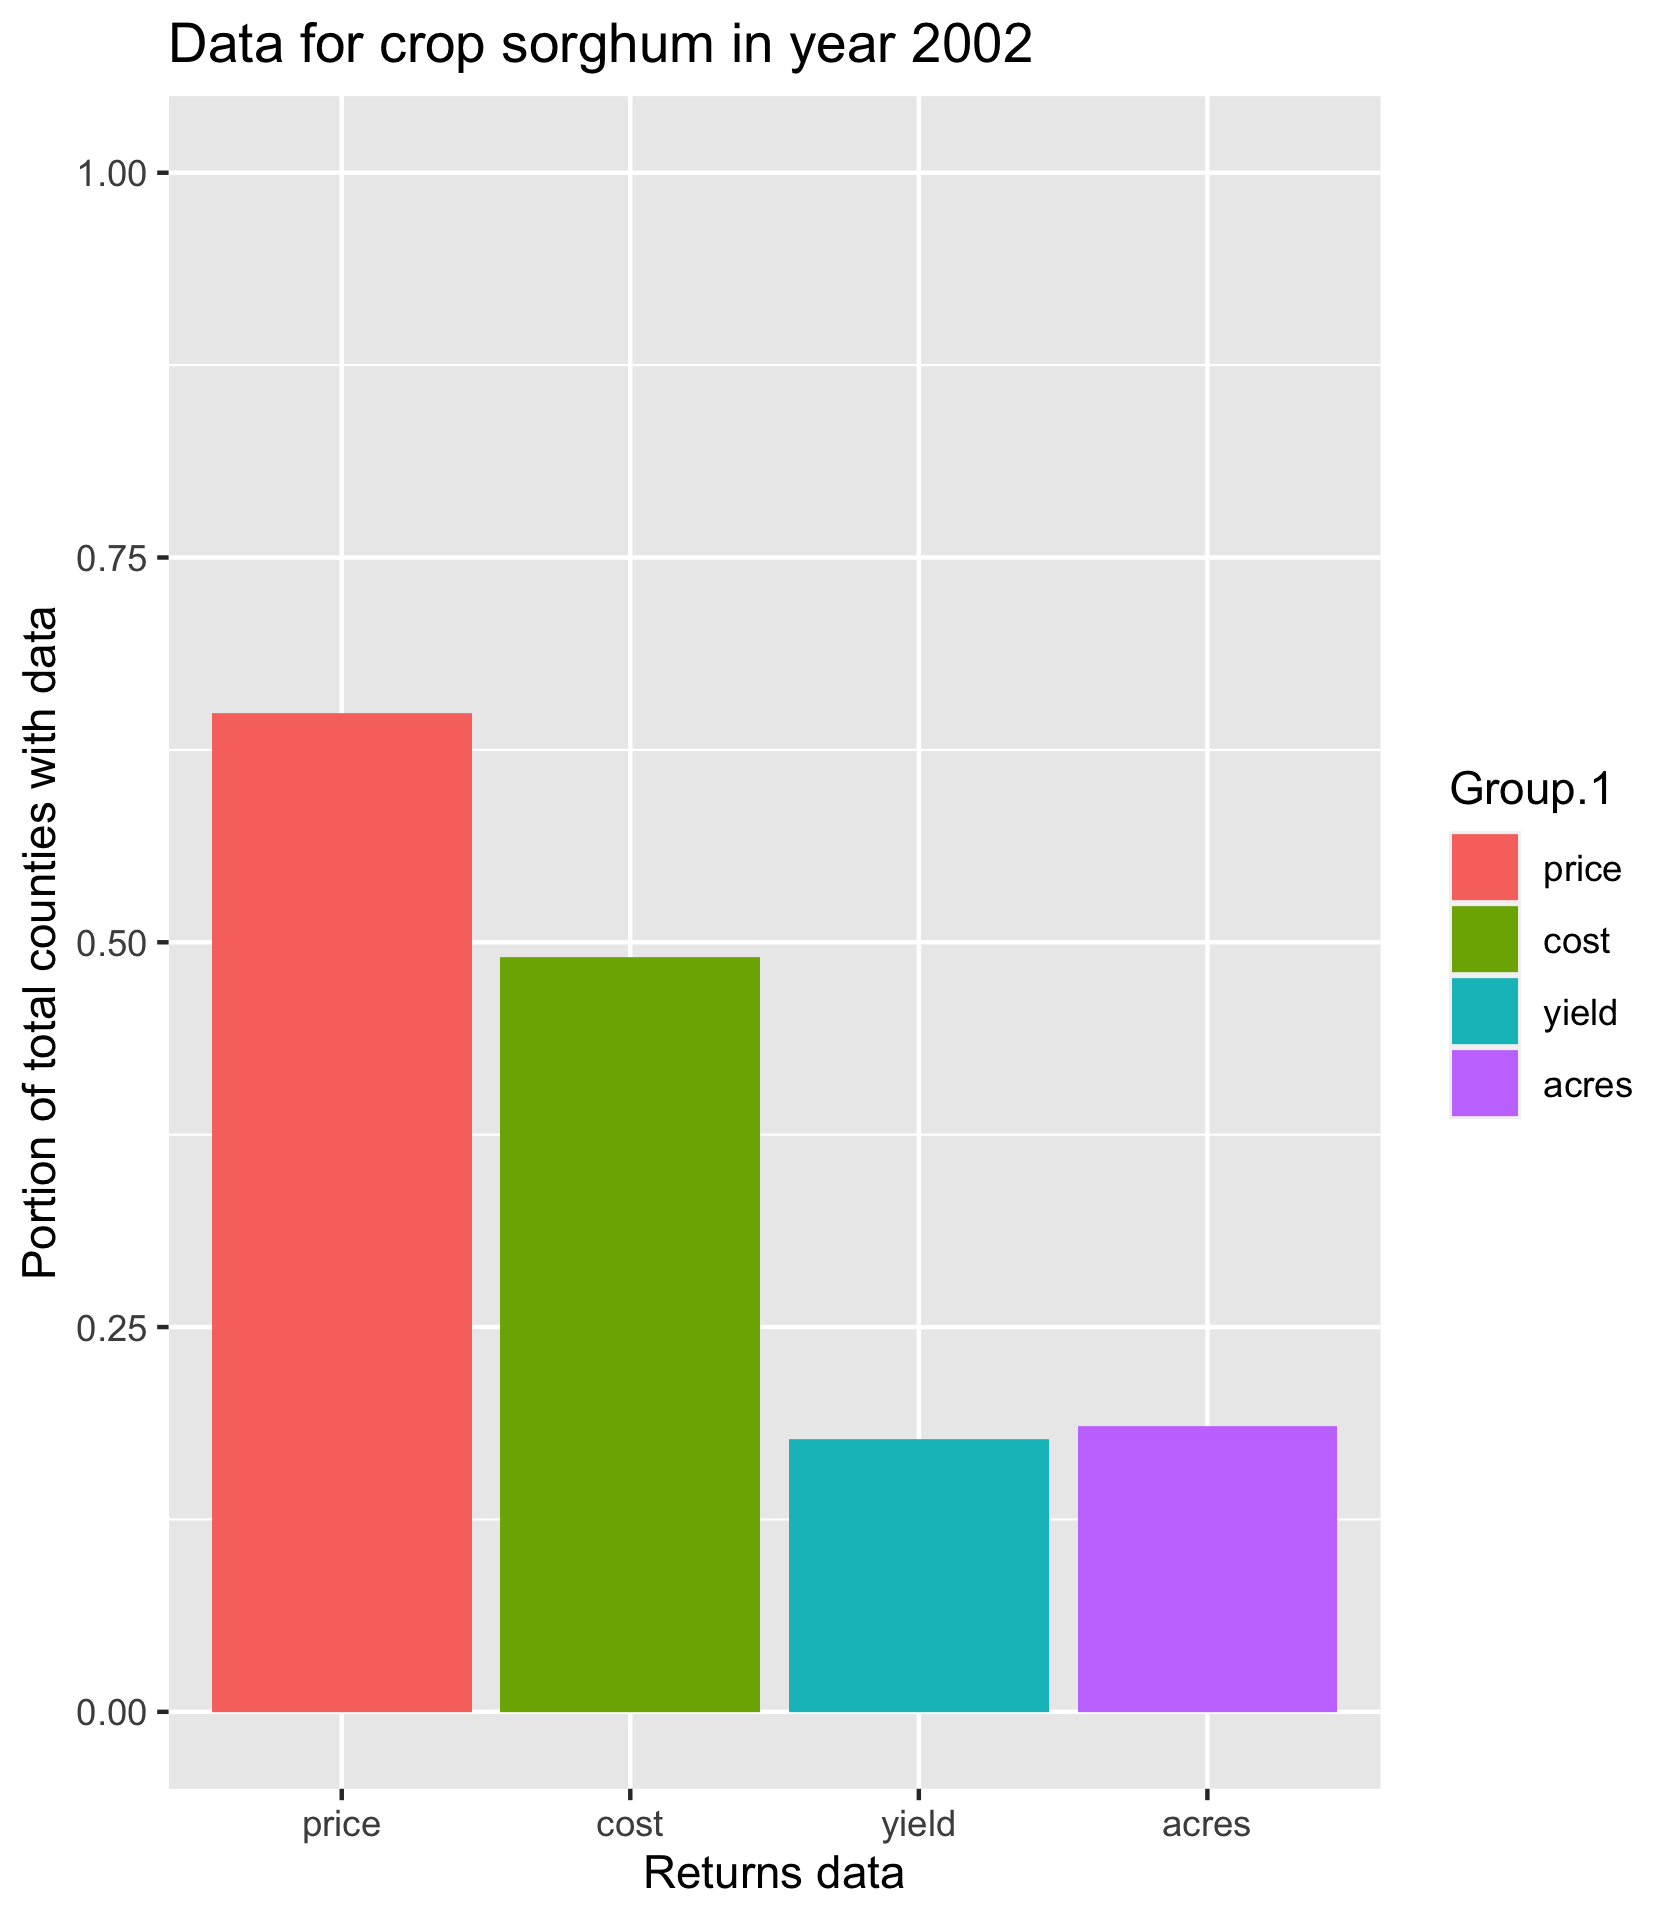 Data for crop sorghum in year 2002
Portion of total counties with data
1.00
0.75
0.50
0.25
0.00
price
cost
yield
acres
Returns data
Group.1
price
cost
yield
acres